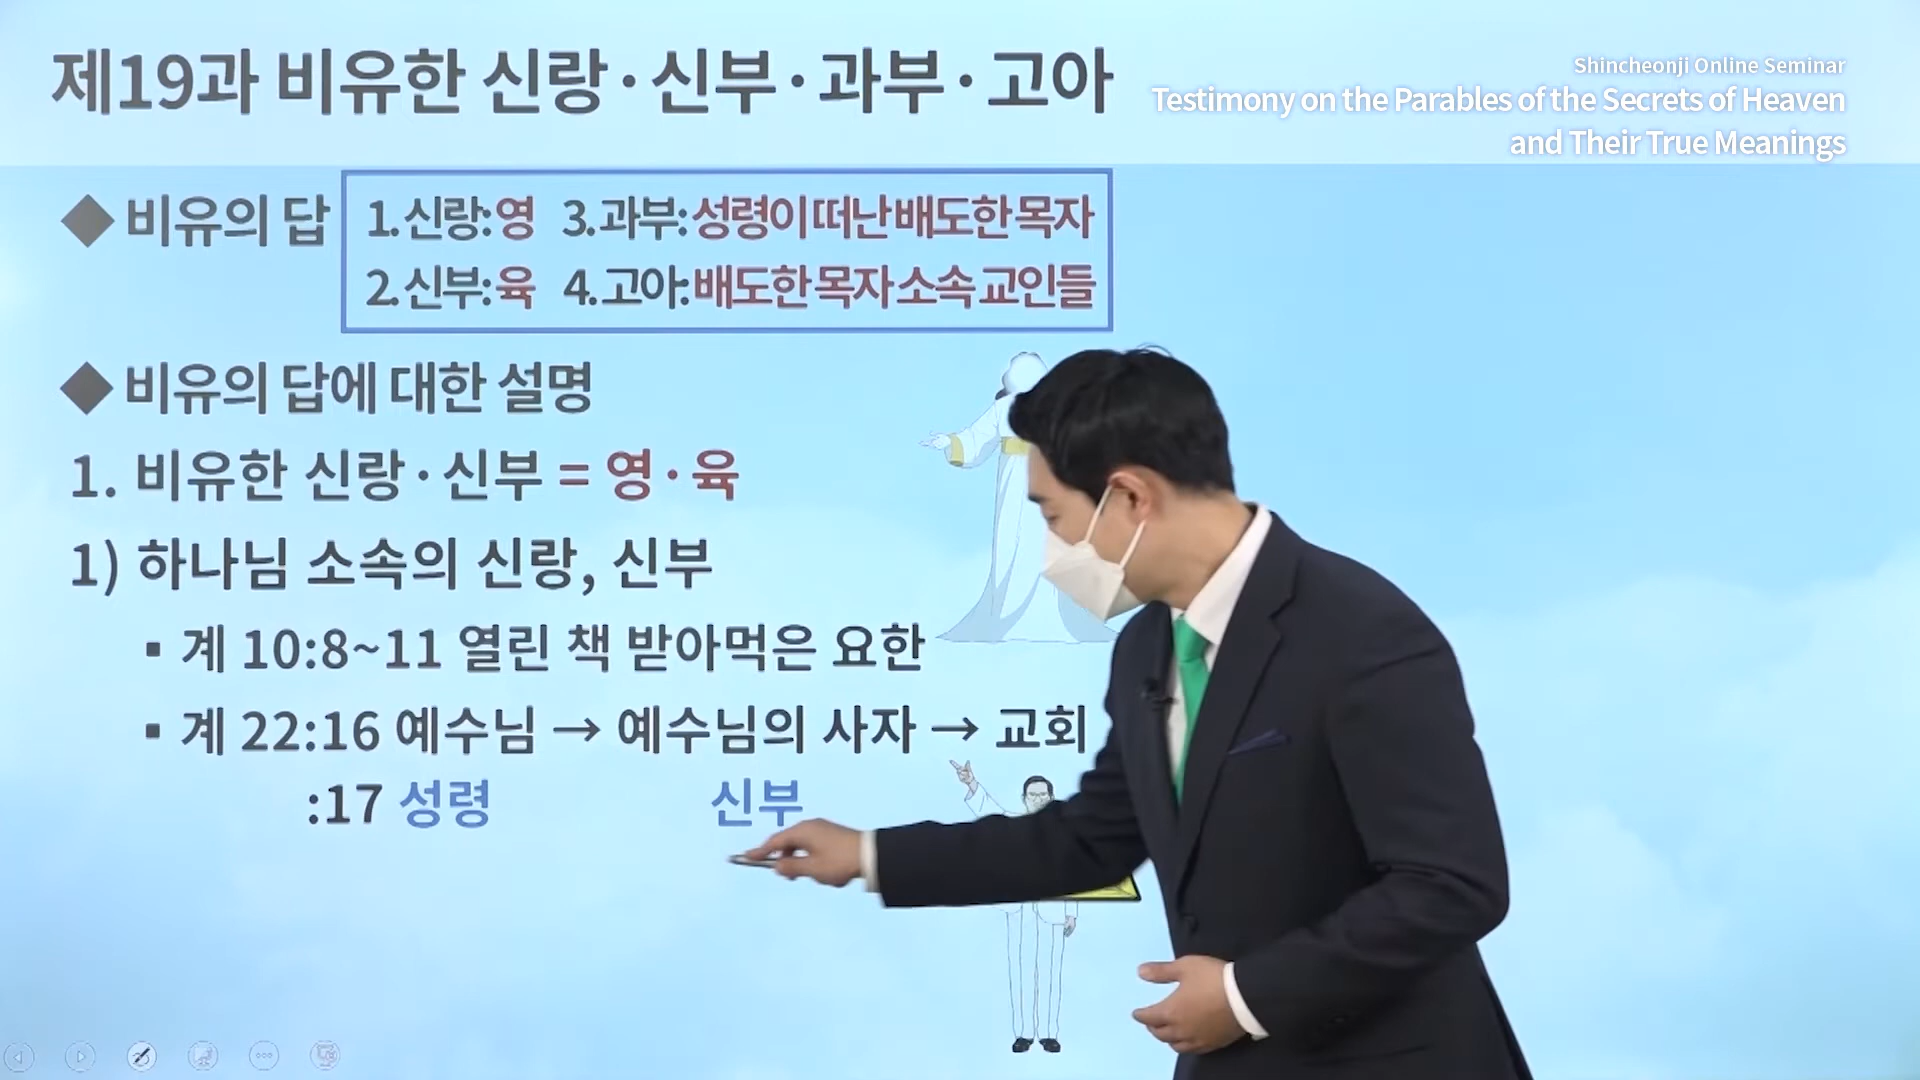 제19과 비유한 신랑·신부·과부·고아
Shincheonji Online Seminar
Testimony on the Parables of the Secrets of Heaven
and Their True Meanings
◆ 비유의 답
1. 신랑: 영 3. 과부: 성령이 떠난 배도한 목자
2. 신부: 육 4. 고아: 배도한 목자 소속 교인들
◆ 비유의 답에 대한 설명
1. 비유한 신랑·신부 = 영·육
1) 하나님 소속의 신랑, 신부
▪ 계 10:8~11 열린 책 받아먹은 요한
▪ 계 22:16 예수님 → 예수님의 사자 → 교회
:17 성령 신부